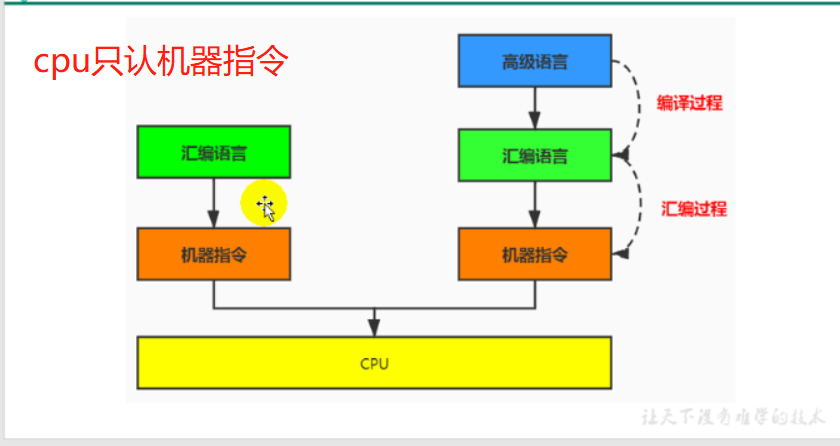 cpu只认机器指令
高级语言
编译过程
汇编语言
汇编语言
汇编过程
机器指令
机器指令
CPU
让天下没有难学的技术